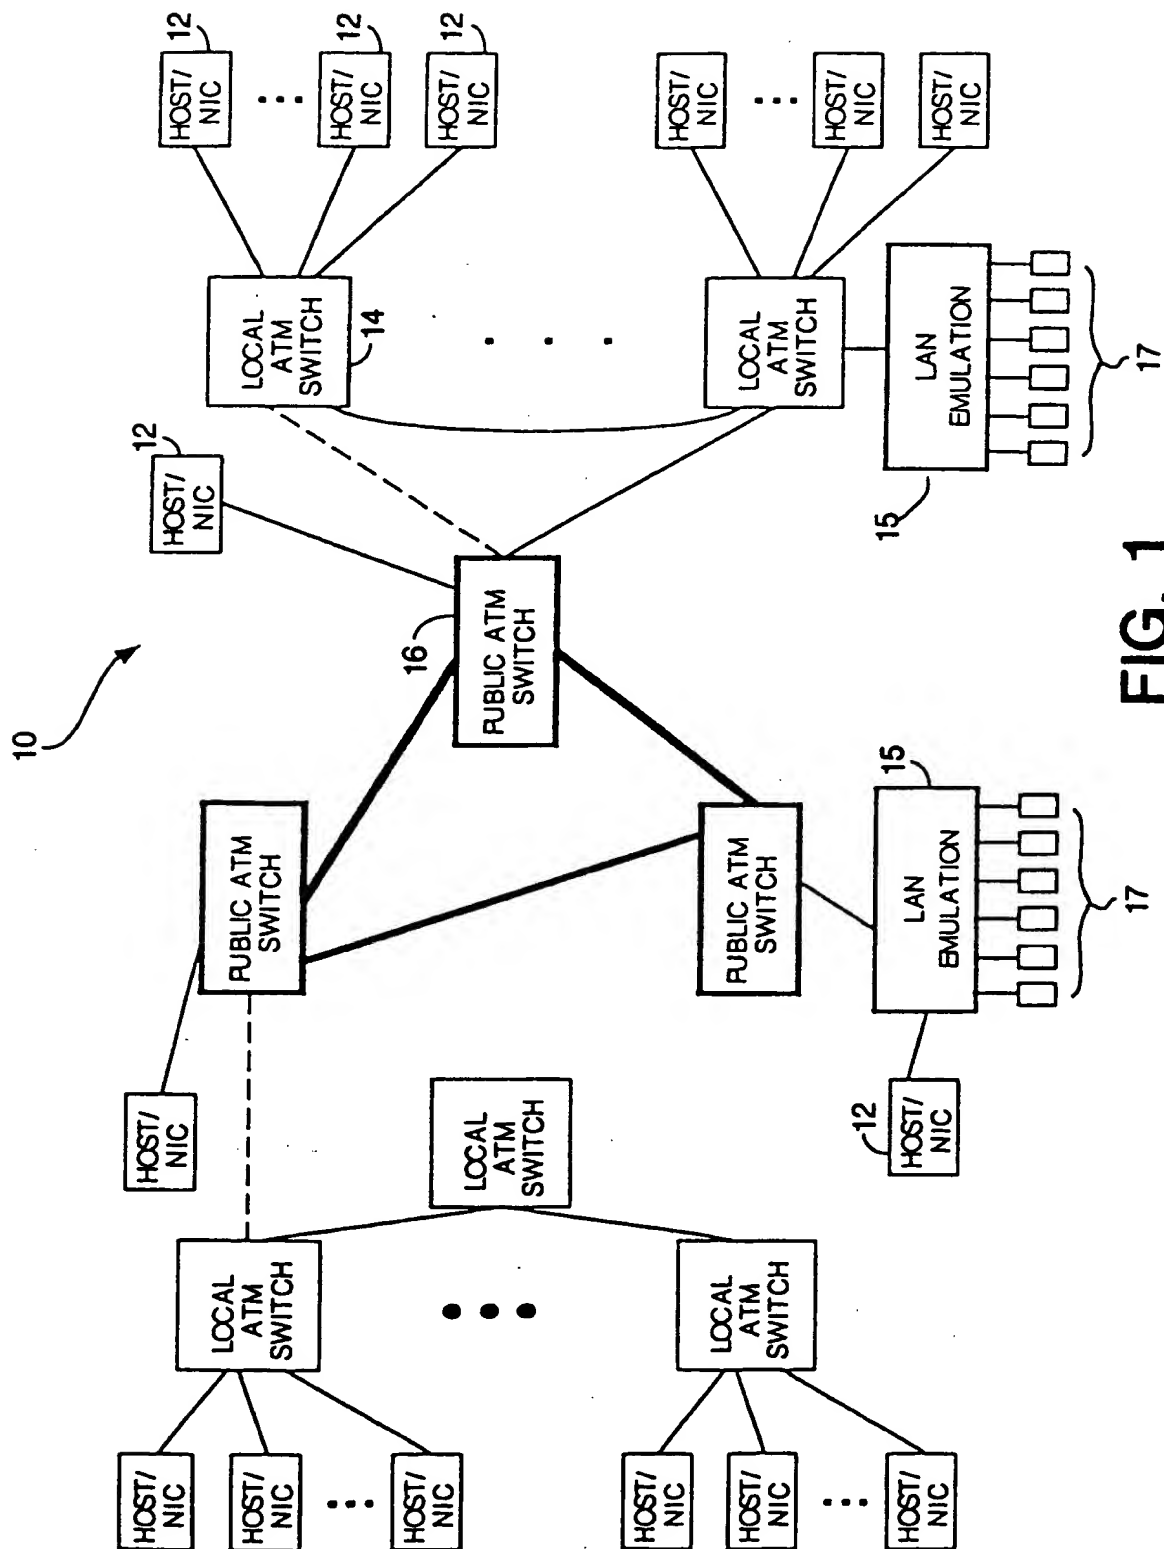 10
HOST/
NIC
HOST/
NIC
HOST/
NIC
LOCAL
ATM
SWITCH
HOST/
NIC
HOST/
NIC
HOST/
NIC
LOCAL
ATM
SWITCH
LOCAL
ATM
SWITCH
HOST/
NIC
PUBLIC ATM
SWITCH
PUBLIC ATM
SWITCH
16
PUBLIC ATM
SWITCH
12
HOST/
NIC
LAN
EMULATION
15
17
12
HOST/
NIC
LOCAL
ATM
SWITCH
14
12
HOST/
NIC
12
HOST/
NIC
12
HOST/
NIC
LOCAL
ATM
SWITCH
HOST/
NIC
HOST/
NIC
HOST/
NIC
15
LAN
EMULATION
17
FIG. 1